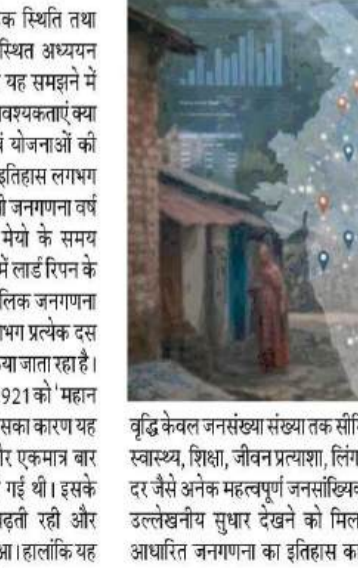 क स्थिति तथा
स्थित अध्ययन
यह समझने में
वश्यकताएं क्या
योजनाओं की
इतिहास लगभग
जनगणना वर्ष
मेयो के समय
में लार्ड रिपन के
लिक जनगणना
भग प्रत्येक दस
या जाता रहा है।
921 को 'महान
सका कारण यह
र एकमात्र बार
गई थी। इसके
ढ़ती रही और
आ। हालांकि यह
वृद्धि केवल जनसंख्या संख्या तक सीमि
स्वास्थ्य, शिक्षा, जीवन प्रत्याशा, लिंग
दर जैसे अनेक महत्वपूर्ण जनसांख्यिक
उल्लेखनीय सुधार देखने को मिल
आधारित जनगणना का इतिहास क